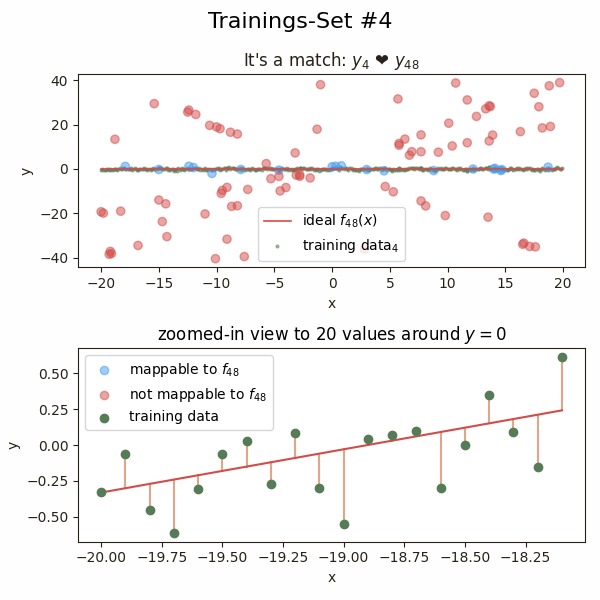 Trainings-Set #4
It's a match: y₄ ❤ y₄₈
40
20
0
−20
−40
y
ideal f₄₈(x)
training data₄
−20 −15 −10 −5 0 5 10 15 20
x
zoomed-in view to 20 values around y = 0
0.50
0.25
0.00
−0.25
−0.50
y
mappable to f₄₈
not mappable to f₄₈
training data
−20.00 −19.75 −19.50 −19.25 −19.00 −18.75 −18.50 −18.25
x